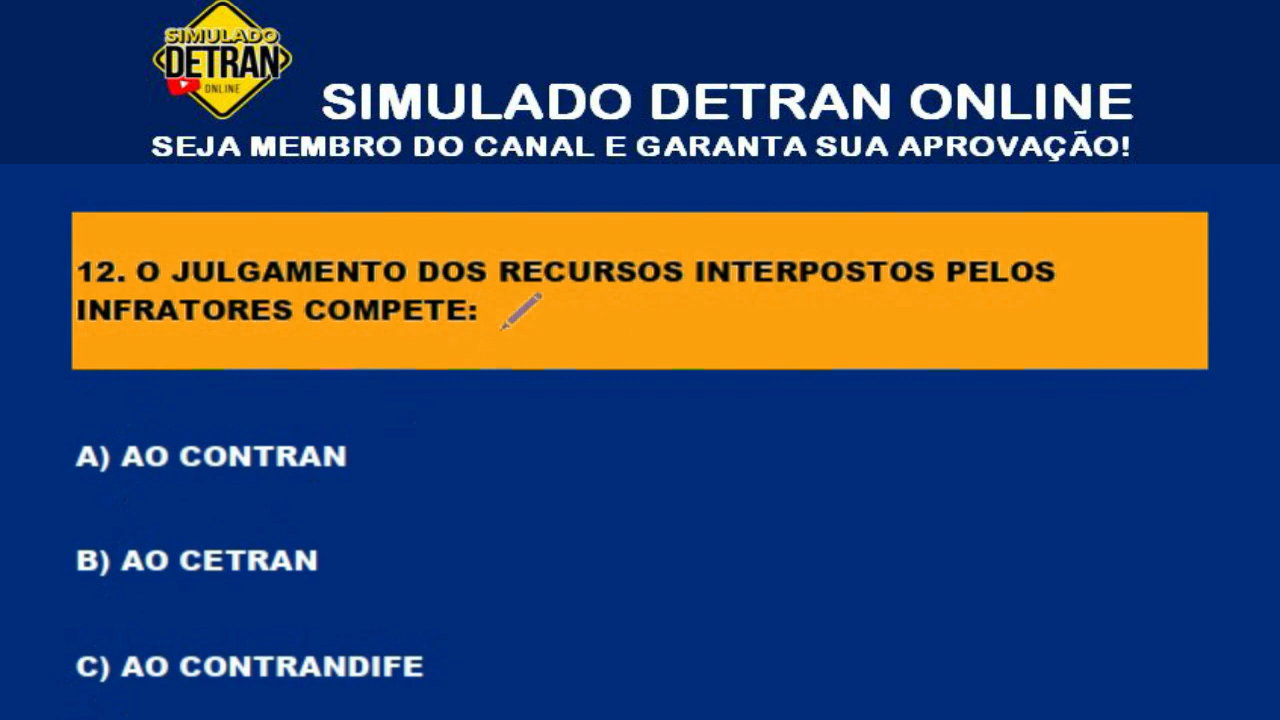 SIMULADO
DETRAN
ONLINE
SIMULADO DETRAN ONLINE
SEJA MEMBRO DO CANAL E GARANTA SUA APROVAÇÃO!
12. O JULGAMENTO DOS RECURSOS INTERPOSTOS PELOS
INFRATORES COMPETE:
A) AO CONTRAN
B) AO CETRAN
C) AO CONTRANDIFE